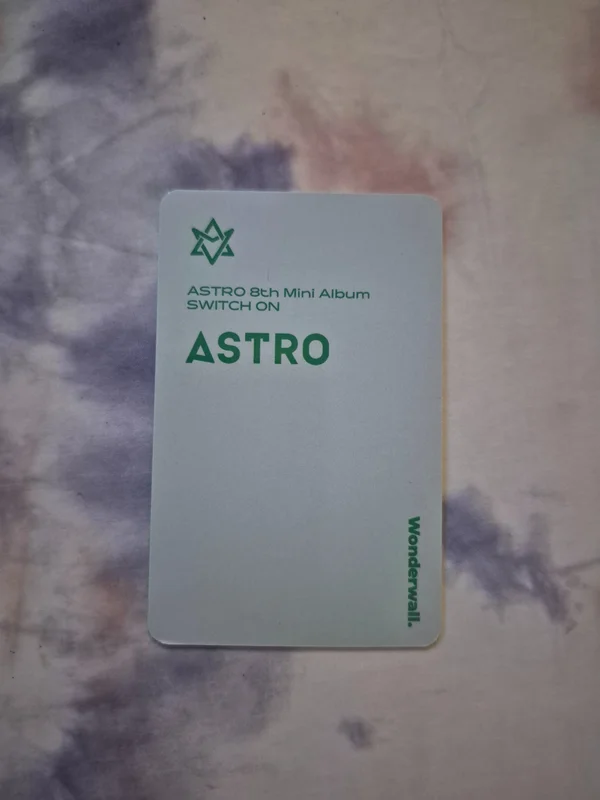 ASTRO 8th Mini Album
SWITCH ON
ASTRO
Wonderwall.